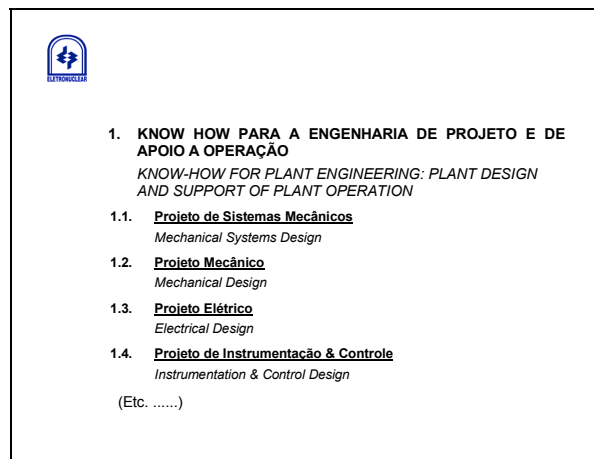 ELETRONUCLEAR
1. KNOW HOW PARA A ENGENHARIA DE PROJETO E DE
APOIO A OPERAÇÃO
KNOW-HOW FOR PLANT ENGINEERING: PLANT DESIGN
AND SUPPORT OF PLANT OPERATION
1.1. Projeto de Sistemas Mecânicos
Mechanical Systems Design
1.2. Projeto Mecânico
Mechanical Design
1.3. Projeto Elétrico
Electrical Design
1.4. Projeto de Instrumentação & Controle
Instrumentation & Control Design
(Etc. ......)